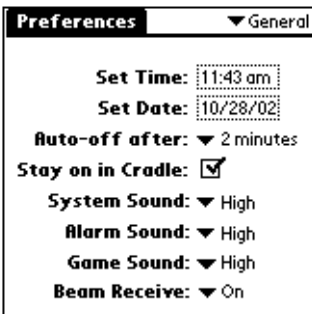 Preferences General
Set Time: 11:43 am
Set Date: 10/28/02
Auto-off after: 2 minutes
Stay on in Cradle:
System Sound: High
Alarm Sound: High
Game Sound: High
Beam Receive: On